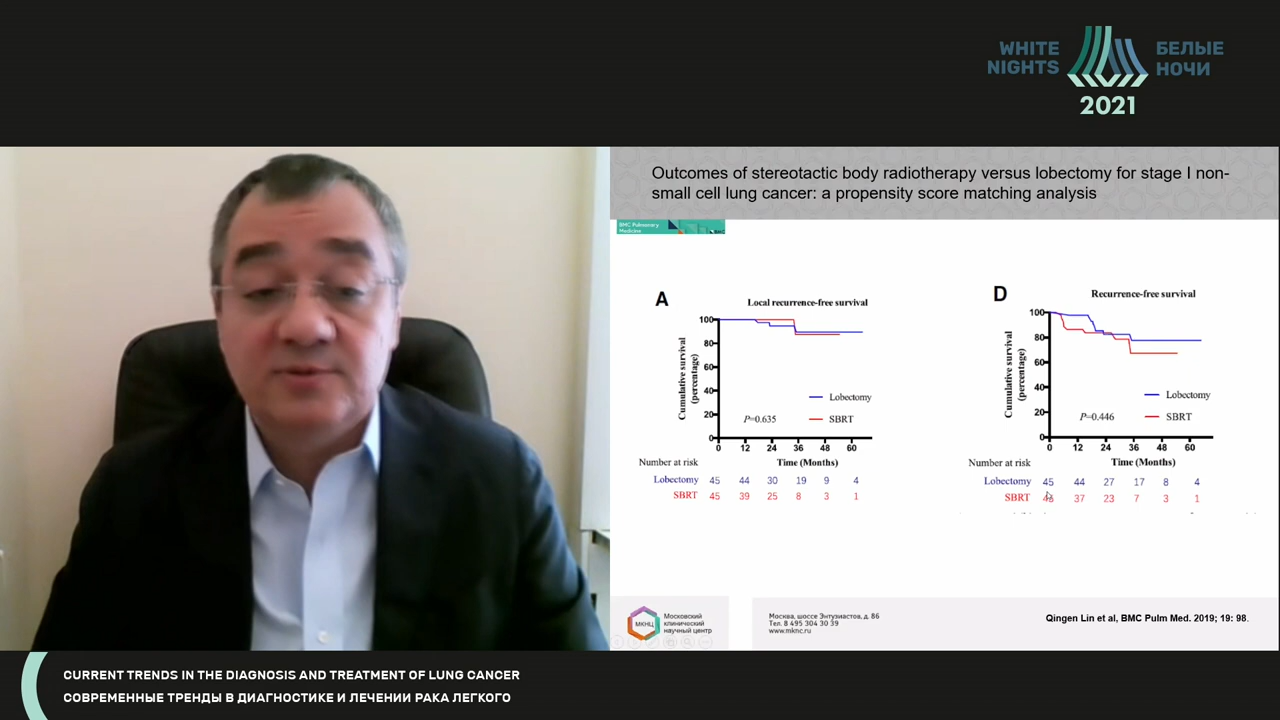 WHITE
NIGHTS
БЕЛЫЕ
НОЧИ
2021
Outcomes of stereotactic body radiotherapy versus lobectomy for stage I non-
small cell lung cancer: a propensity score matching analysis
BMC Pulmonary
Medicine
BMC
A
Local recurrence-free survival
Cumulative survival
(percentage)
100
80
60
40
20
0
Lobectomy
P=0.635
SBRT
0 12 24 36 48 60
Number at risk
Time (Months)
Lobectomy 45 44 30 19 9 4
SBRT 45 39 25 8 3 1
D
Recurrence-free survival
Cumulative survival
(percentage)
100
80
60
40
20
0
Lobectomy
P=0.446
SBRT
0 12 24 36 48 60
Number at risk
Time (Months)
Lobectomy 45 44 27 17 8 4
SBRT 45 37 23 7 3 1
МКНЦ
Московский
клинический
научный центр
Москва, шоссе Энтузиастов, д. 86
Тел. 8 495 304 30 39
www.mknc.ru
Qingen Lin et al, BMC Pulm Med. 2019; 19: 98.
CURRENT TRENDS IN THE DIAGNOSIS AND TREATMENT OF LUNG CANCER
СОВРЕМЕННЫЕ ТРЕНДЫ В ДИАГНОСТИКЕ И ЛЕЧЕНИИ РАКА ЛЕГКОГО